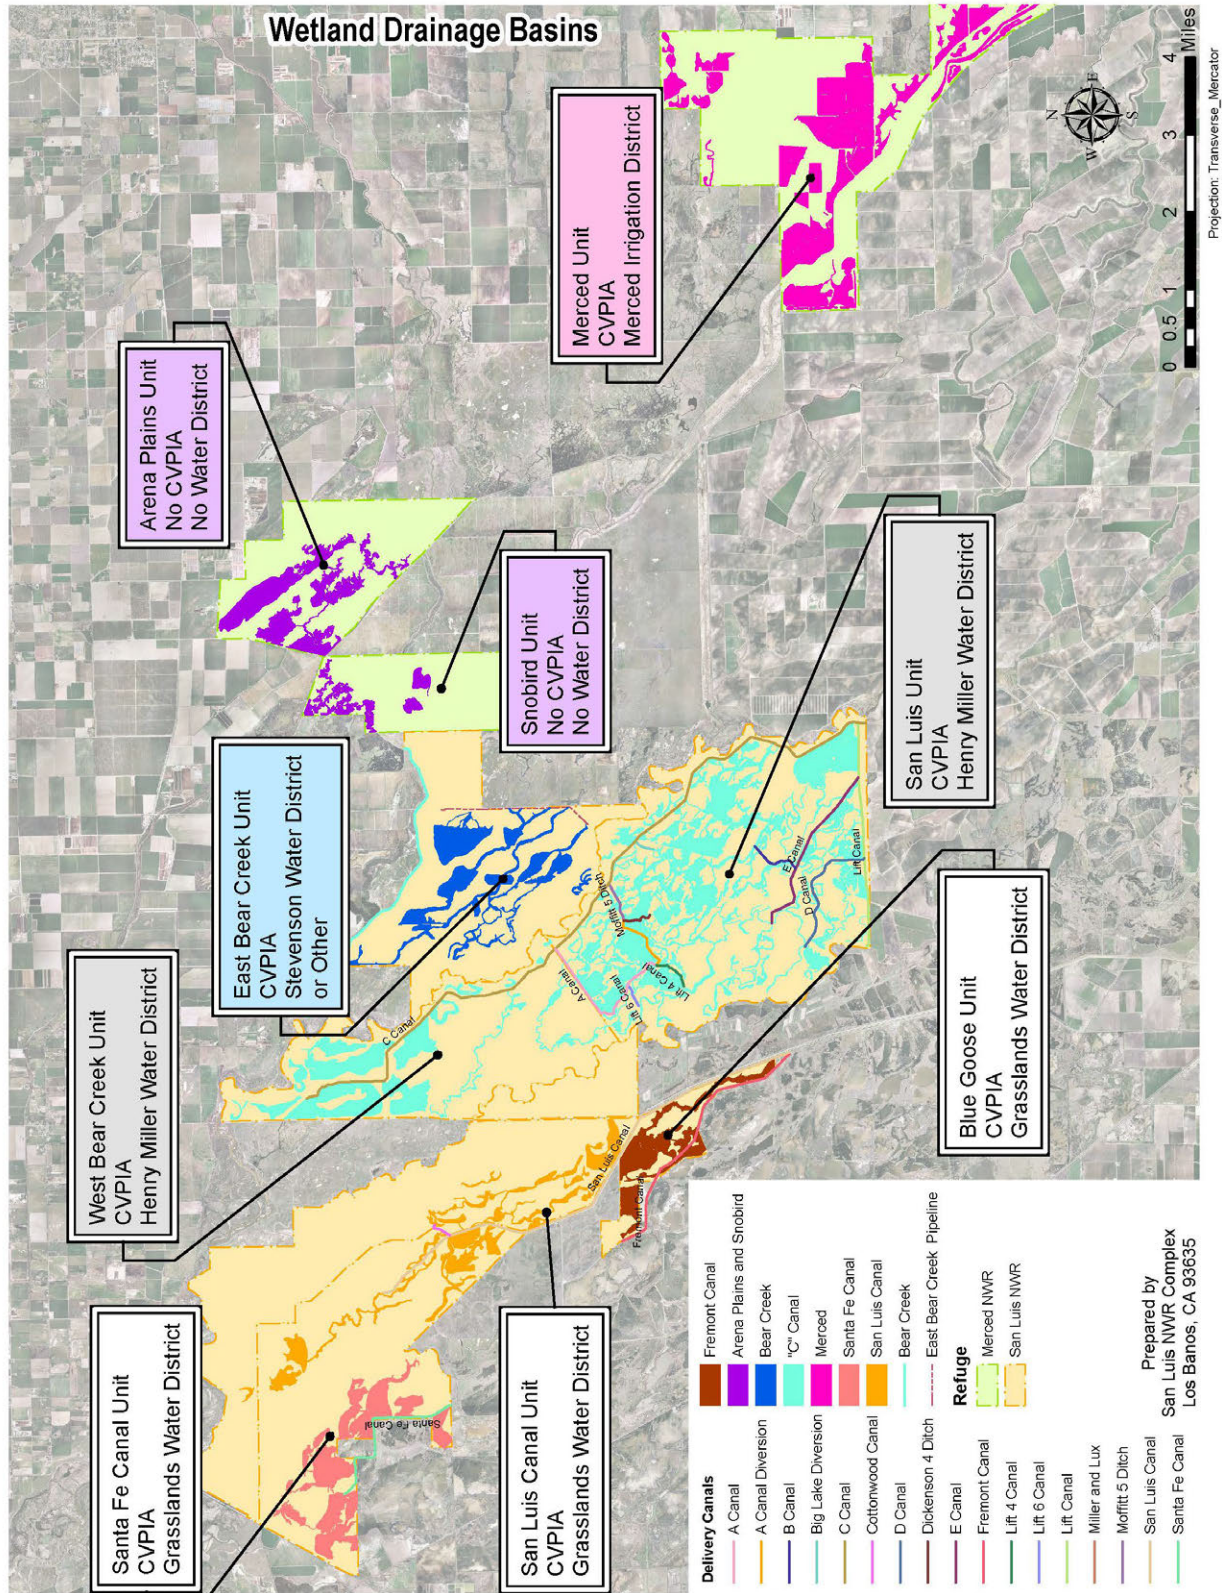 Wetland Drainage Basins
Santa Fe Canal Unit
CVPIA
Grasslands Water District
West Bear Creek Unit
CVPIA
Henry Miller Water District
East Bear Creek Unit
CVPIA
Stevenson Water District
or Other
Arena Plains Unit
No CVPIA
No Water District
Snobird Unit
No CVPIA
No Water District
Merced Unit
CVPIA
Merced Irrigation District
San Luis Canal Unit
CVPIA
Grasslands Water District
Blue Goose Unit
CVPIA
Grasslands Water District
San Luis Unit
CVPIA
Henry Miller Water District
Santa Fe Canal
San Luis Canal
Fremont Canal
C Canal
A Canal
Lift 6 Canal
Lift 4 Canal
Moffitt 5 Ditch
E Canal
D Canal
Lift Canal
Delivery Canals
A Canal
A Canal Diversion
B Canal
Big Lake Diversion
C Canal
Cottonwood Canal
D Canal
Dickenson 4 Ditch
E Canal
Fremont Canal
Lift 4 Canal
Lift 6 Canal
Lift Canal
Miller and Lux
Moffitt 5 Ditch
San Luis Canal
Santa Fe Canal
Fremont Canal
Arena Plains and Snobird
Bear Creek
"C" Canal
Merced
Santa Fe Canal
San Luis Canal
Bear Creek
East Bear Creek Pipeline
Refuge
Merced NWR
San Luis NWR
Prepared by
San Luis NWR Complex
Los Banos, CA 93635
N
E
S
W
0 0.5 1 2 3 4
Miles
Projection: Transverse_Mercator